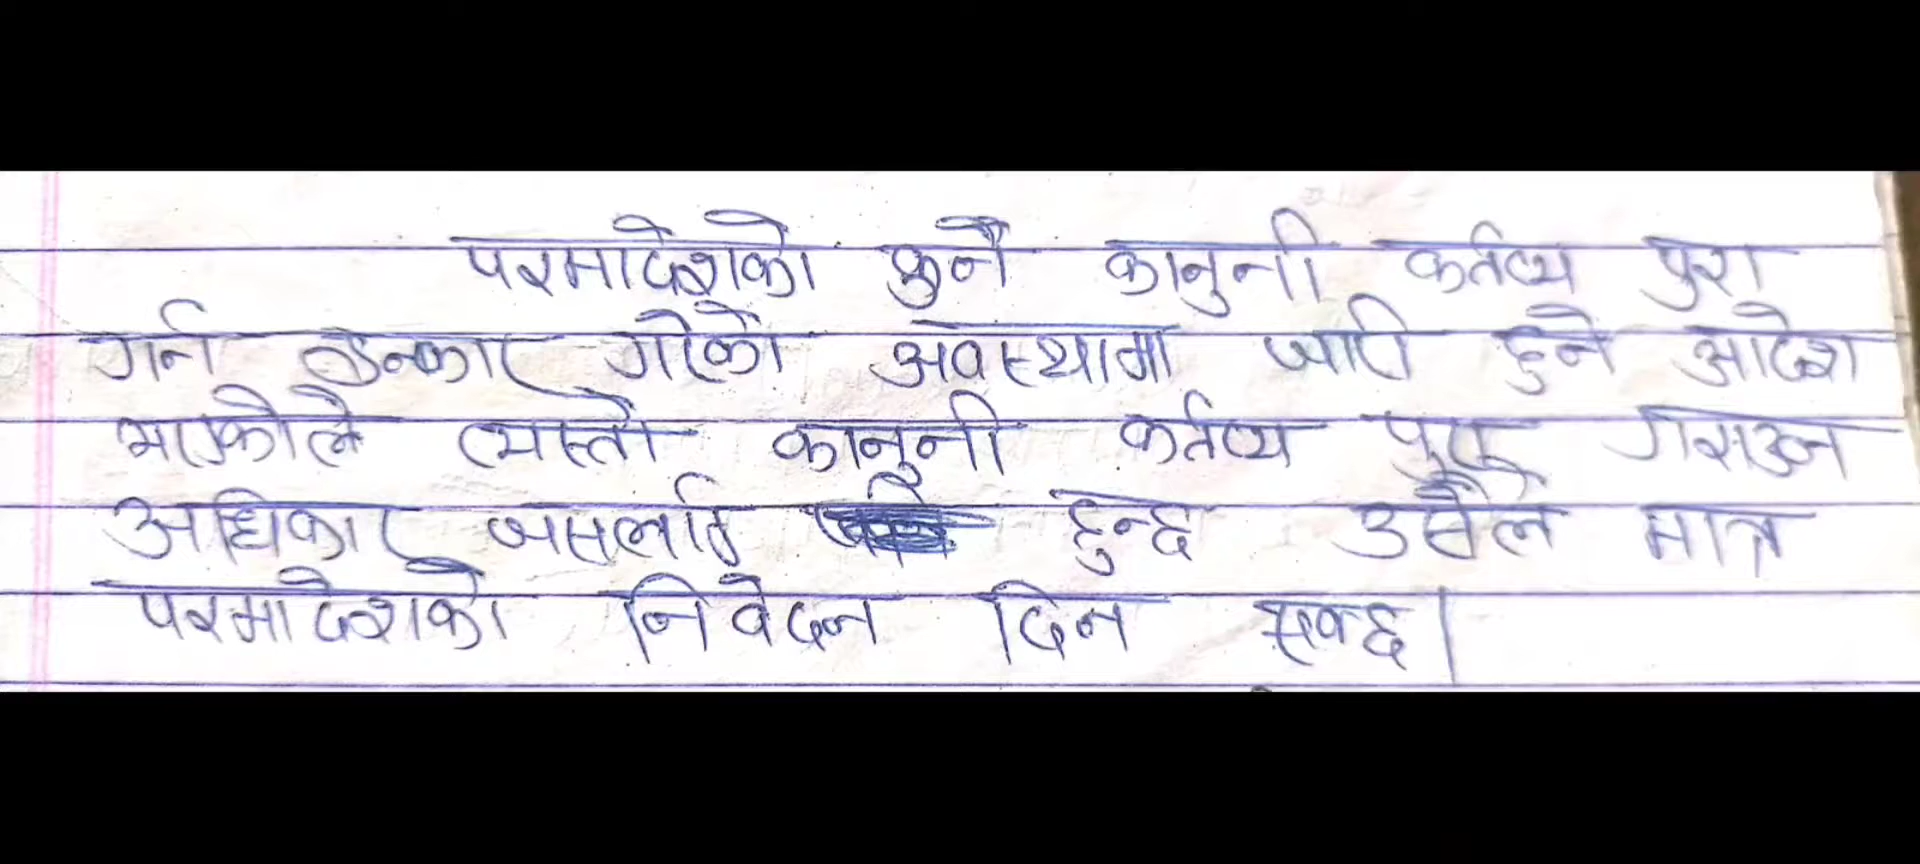 परमादेशको कुनै कानुनी कर्तव्य पुरा
गर्न इन्कार गरेको अवस्थामा जारी हुने आदेश
भएकोले त्यस्तो कानुनी कर्तव्य पुरा गराउन
अधिकार जसलाई हुन्छ उसैले मात्र
परमादेशको निवेदन दिन सक्छ|